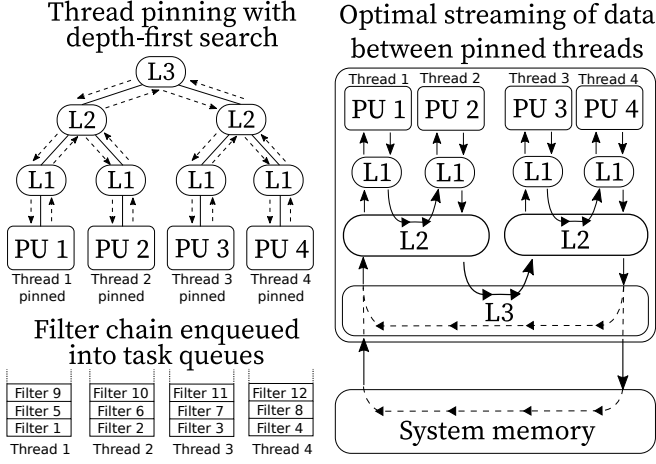 Thread pinning with
depth-first search
L3
L2 L2
L1 L1 L1 L1
PU 1 PU 2 PU 3 PU 4
Thread 1 Thread 2 Thread 3 Thread 4
pinned pinned pinned pinned
Filter chain enqueued
into task queues
Filter 9 Filter 10 Filter 11 Filter 12
Filter 5 Filter 6 Filter 7 Filter 8
Filter 1 Filter 2 Filter 3 Filter 4
Thread 1 Thread 2 Thread 3 Thread 4
Optimal streaming of data
between pinned threads
Thread 1 Thread 2 Thread 3 Thread 4
PU 1 PU 2 PU 3 PU 4
L1 L1 L1 L1
L2 L2
L3
System memory